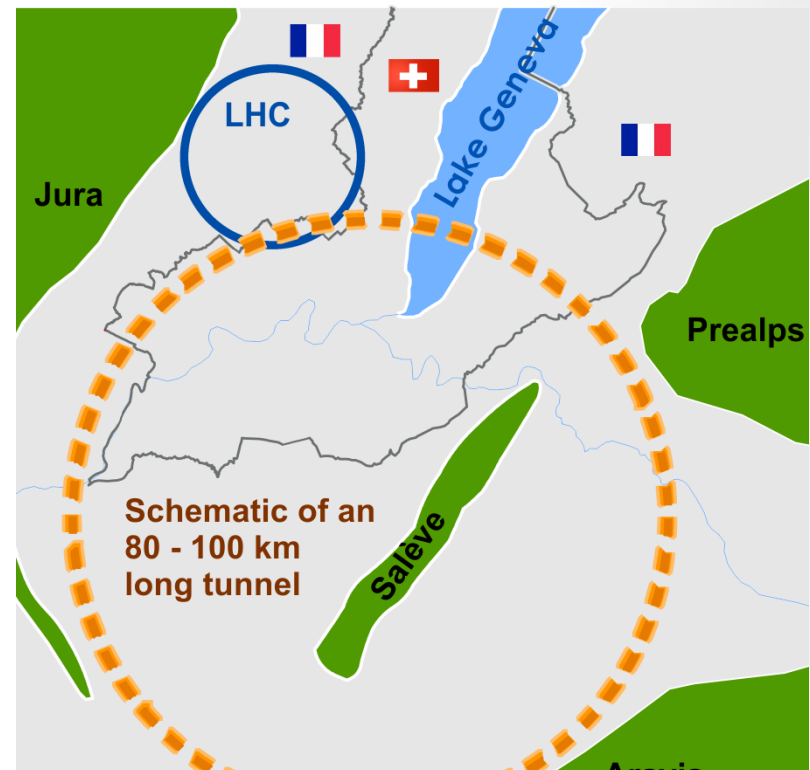 LHC
Lake Geneva
Jura
Prealps
Schematic of an
80 - 100 km
long tunnel
Salève